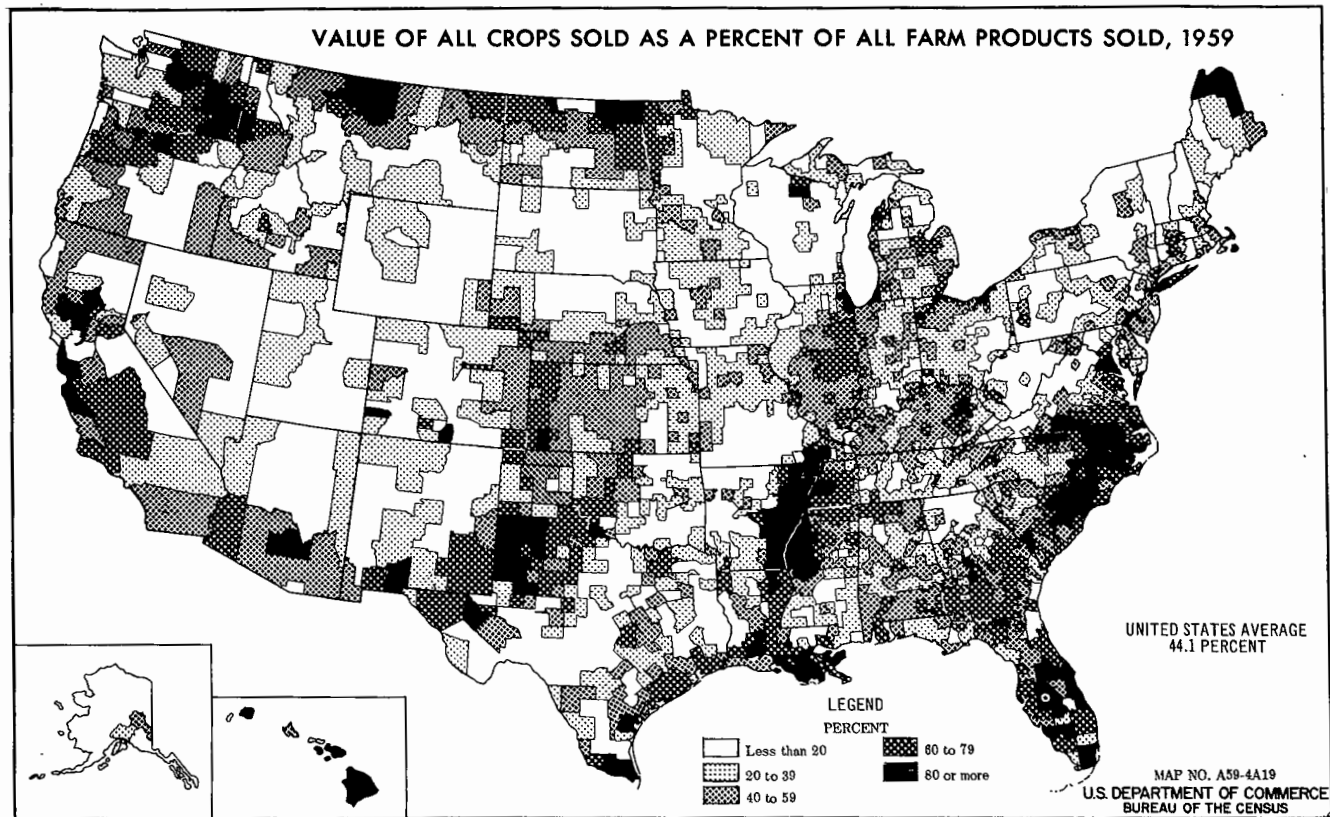 VALUE OF ALL CROPS SOLD AS A PERCENT OF ALL FARM PRODUCTS SOLD, 1959
UNITED STATES AVERAGE
44.1 PERCENT
LEGEND
PERCENT
Less than 20
20 to 39
40 to 59
60 to 79
80 or more
MAP NO. A59-4A19
U.S. DEPARTMENT OF COMMERCE
BUREAU OF THE CENSUS